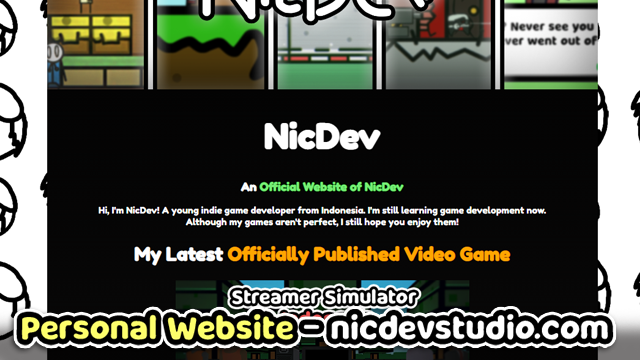 NicDev
Never see you
ver went out of
NicDev
An Official Website of NicDev
Hi, I'm NicDev! A young indie game developer from Indonesia. I'm still learning game development now.
Although my games aren't perfect, I still hope you enjoy them!
My Latest Officially Published Video Game
Streamer Simulator
Personal Website - nicdevstudio.com